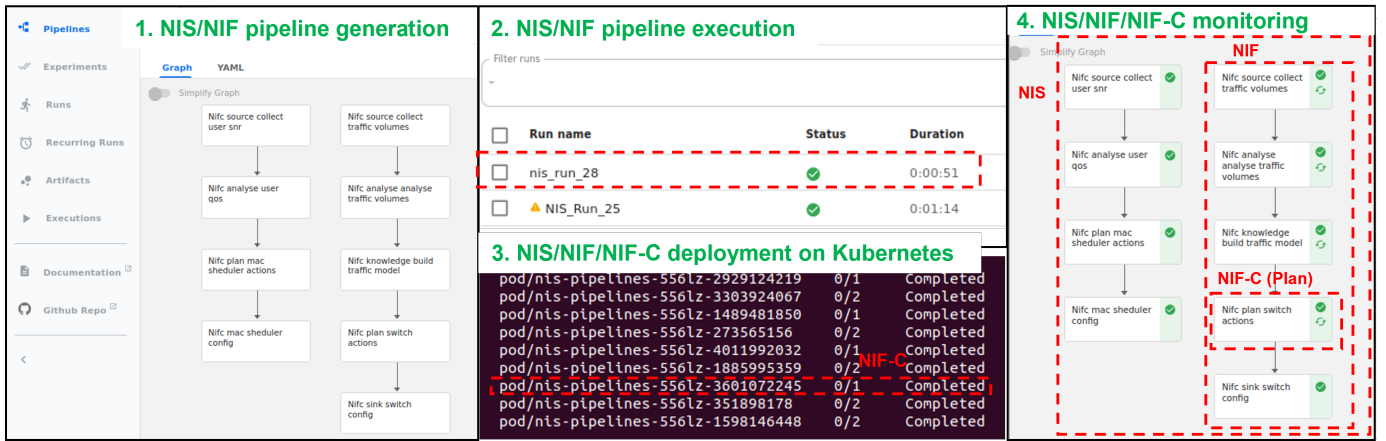 1. NIS/NIF pipeline generation
Pipelines
Experiments
Runs
Recurring Runs
Artifacts
Executions
Documentation
Github Repo
Graph YAML
Simplify Graph
Nifc source collect
user snr
Nifc analyse user
qos
Nifc plan mac
sheduler actions
Nifc mac sheduler
config
Nifc source collect
traffic volumes
Nifc analyse analyse
traffic volumes
Nifc knowledge build
traffic model
Nifc plan switch
actions
Nifc sink switch
config
2. NIS/NIF pipeline execution
Filter runs
Run name Status Duration
nis_run_28 0:00:51
NIS_Run_25 0:01:14
3. NIS/NIF/NIF-C deployment on Kubernetes
pod/nis-pipelines-556lz-2929124219 0/1 Completed
pod/nis-pipelines-556lz-3303924067 0/2 Completed
pod/nis-pipelines-556lz-1489481850 0/1 Completed
pod/nis-pipelines-556lz-273565156 0/2 Completed
pod/nis-pipelines-556lz-4011992032 0/1 Completed
pod/nis-pipelines-556lz-1885995359 0/2 Completed
NIF-C
pod/nis-pipelines-556lz-3601072245 0/1 Completed
pod/nis-pipelines-556lz-351898178 0/2 Completed
pod/nis-pipelines-556lz-1598146448 0/2 Completed
4. NIS/NIF/NIF-C monitoring
Simplify Graph
NIF
NIS
Nifc source collect
user snr
Nifc analyse user
qos
Nifc plan mac
sheduler actions
Nifc mac sheduler
config
Nifc source collect
traffic volumes
Nifc analyse
analyse traffic
volumes
Nifc knowledge
build traffic model
NIF-C (Plan)
Nifc plan switch
actions
Nifc sink switch
config